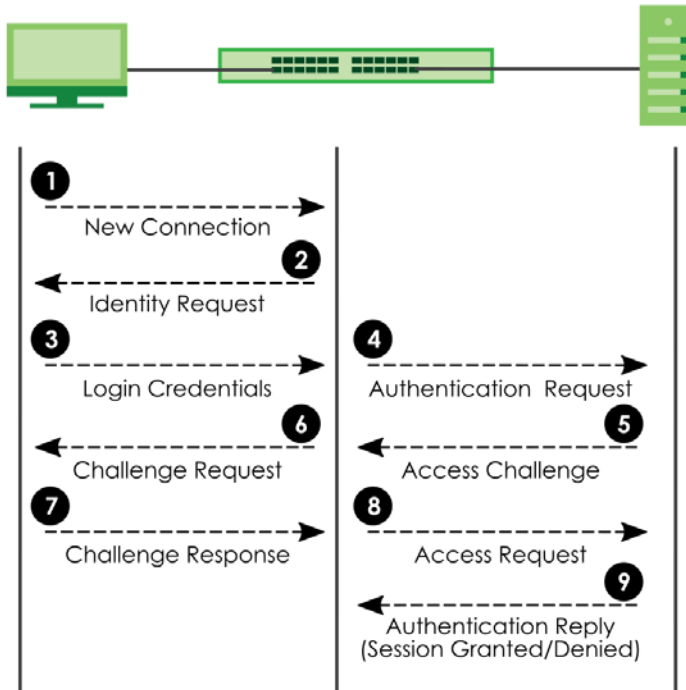 1
New Connection
2
Identity Request
3
Login Credentials
4
Authentication Request
5
Access Challenge
6
Challenge Request
7
Challenge Response
8
Access Request
9
Authentication Reply
(Session Granted/Denied)